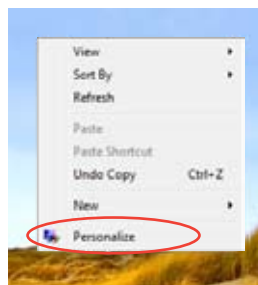 View
Sort By
Refresh
Paste
Paste Shortcut
Undo Copy Ctrl+Z
New
Personalize